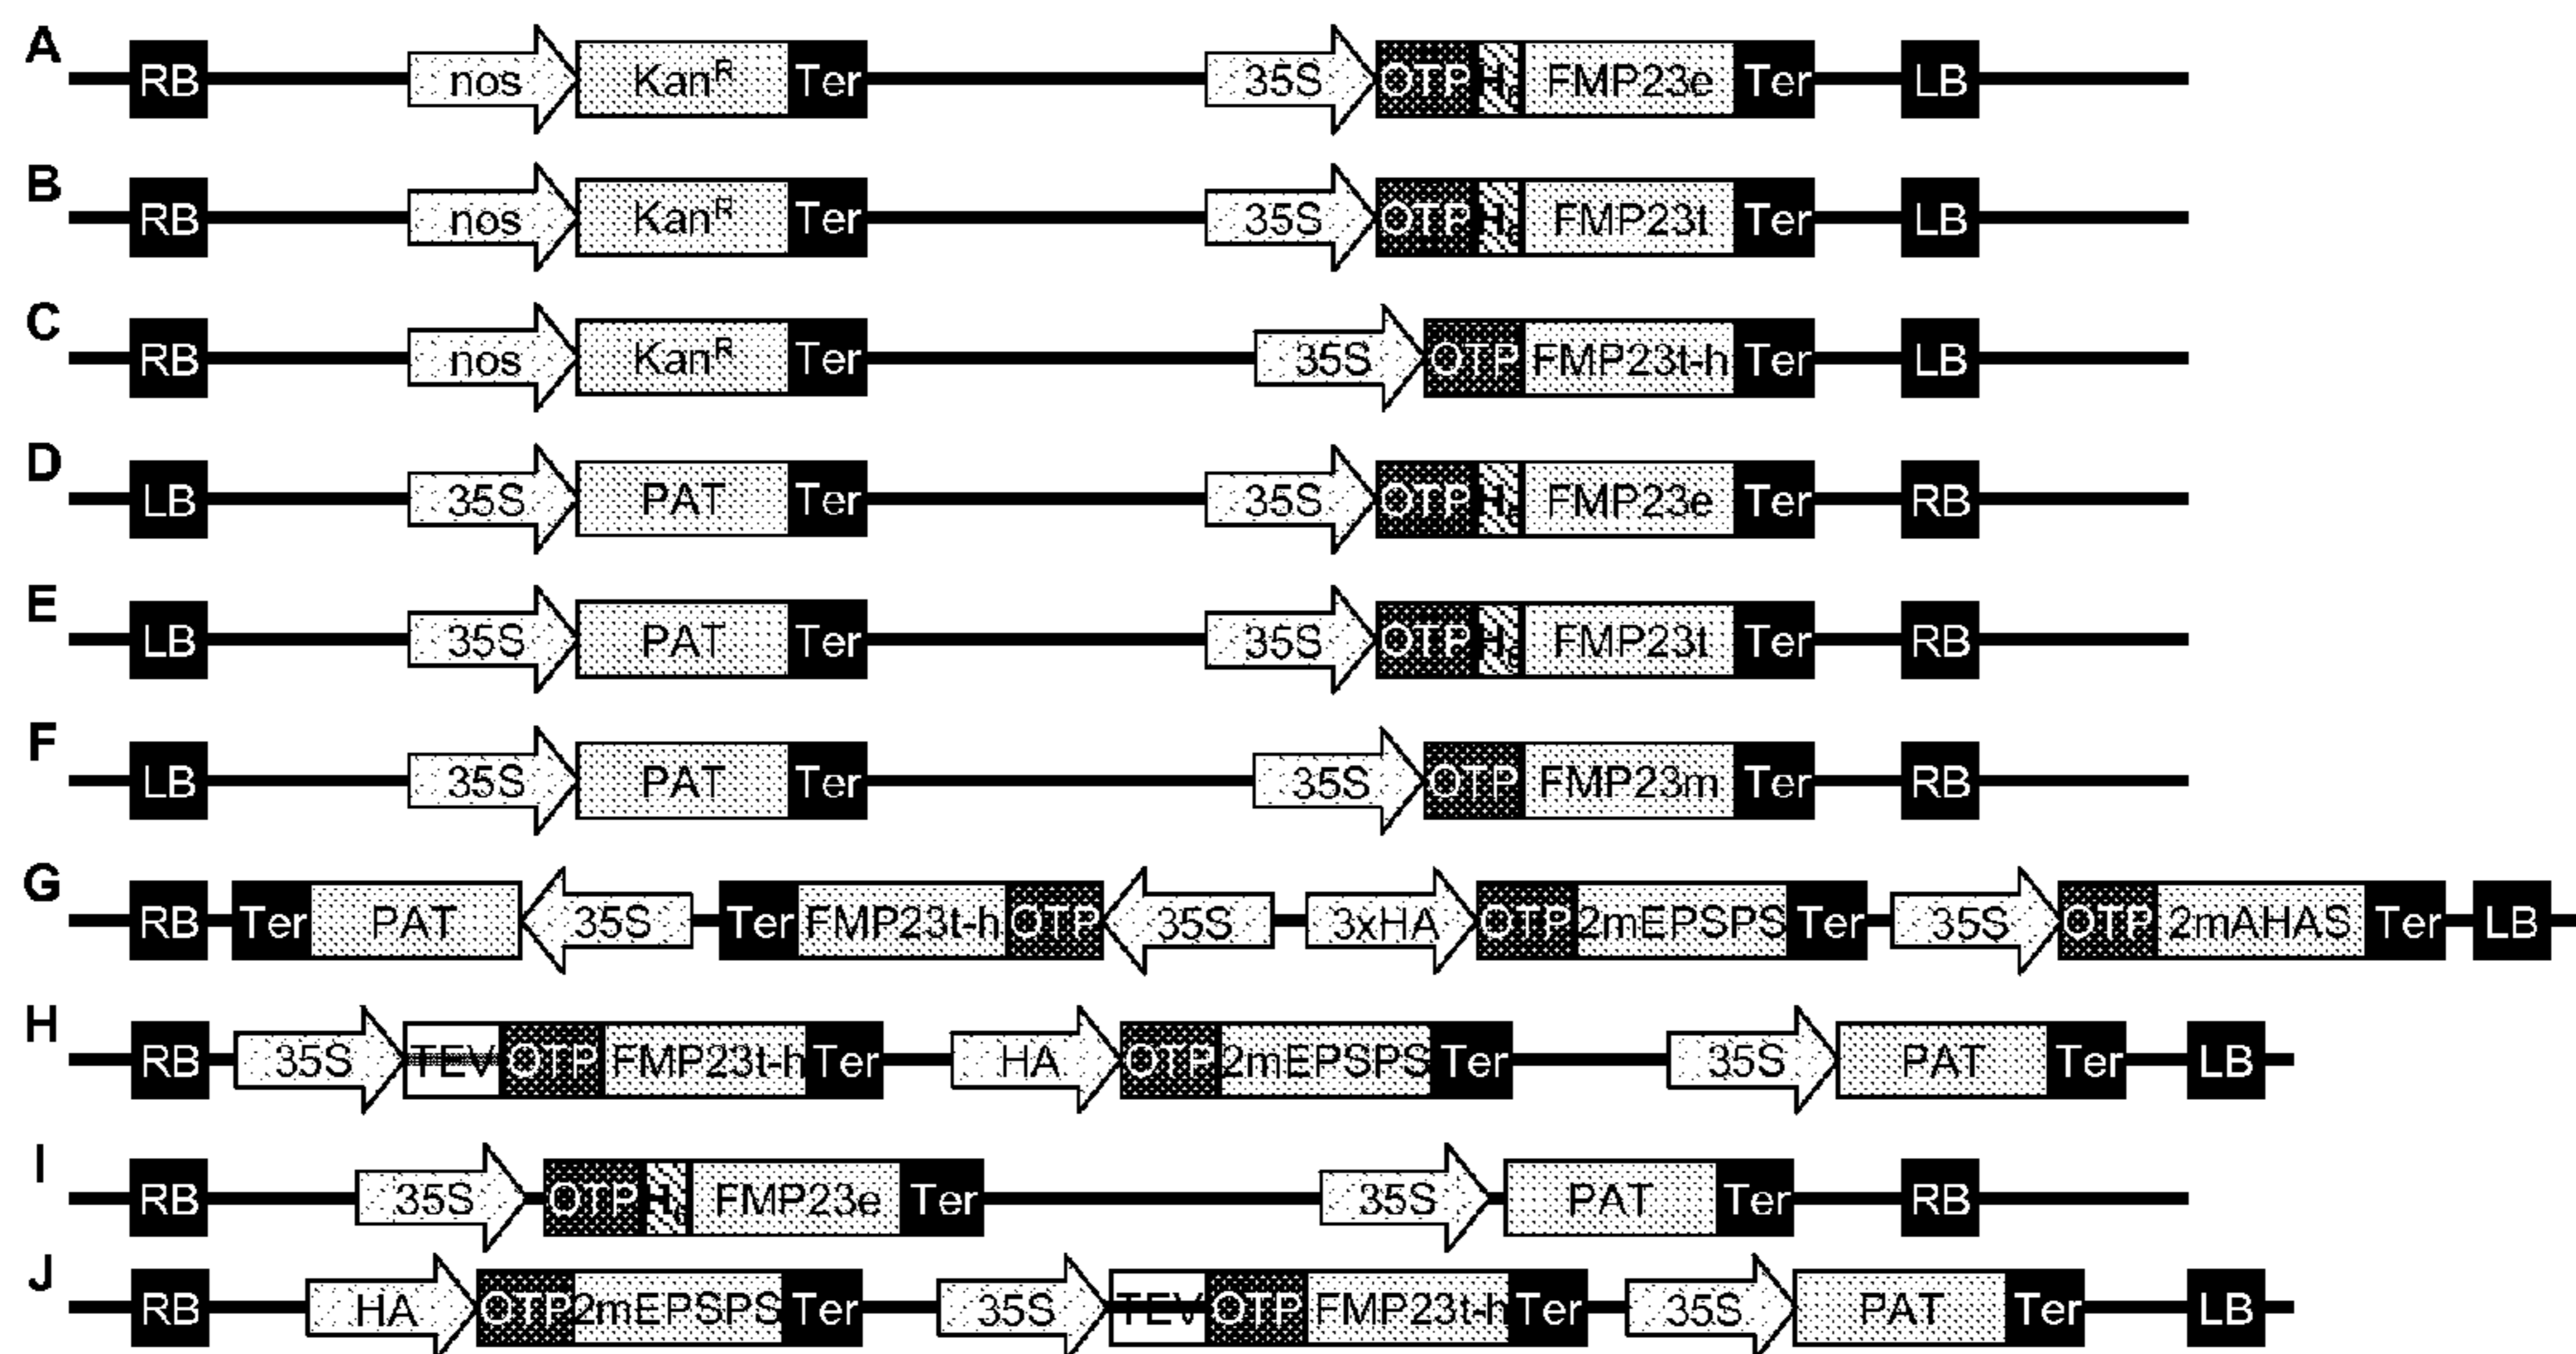 A RB nos Kanᴿ Ter 35S OTP H₆ FMP23e Ter LB
B RB nos Kanᴿ Ter 35S OTP H₆ FMP23t Ter LB
C RB nos Kanᴿ Ter 35S OTP FMP23t-h Ter LB
D LB 35S PAT Ter 35S OTP H₆ FMP23e Ter RB
E LB 35S PAT Ter 35S OTP H₆ FMP23t Ter RB
F LB 35S PAT Ter 35S OTP FMP23m Ter RB
G RB Ter PAT 35S Ter FMP23t-h OTP 35S 3xHA OTP 2mEPSPS Ter 35S OTP 2mAHAS Ter LB
H RB 35S TEV OTP FMP23t-h Ter HA OTP 2mEPSPS Ter 35S PAT Ter LB
I RB 35S OTP H₆ FMP23e Ter 35S PAT Ter RB
J RB HA OTP 2mEPSPS Ter 35S TEV OTP FMP23t-h Ter 35S PAT Ter LB